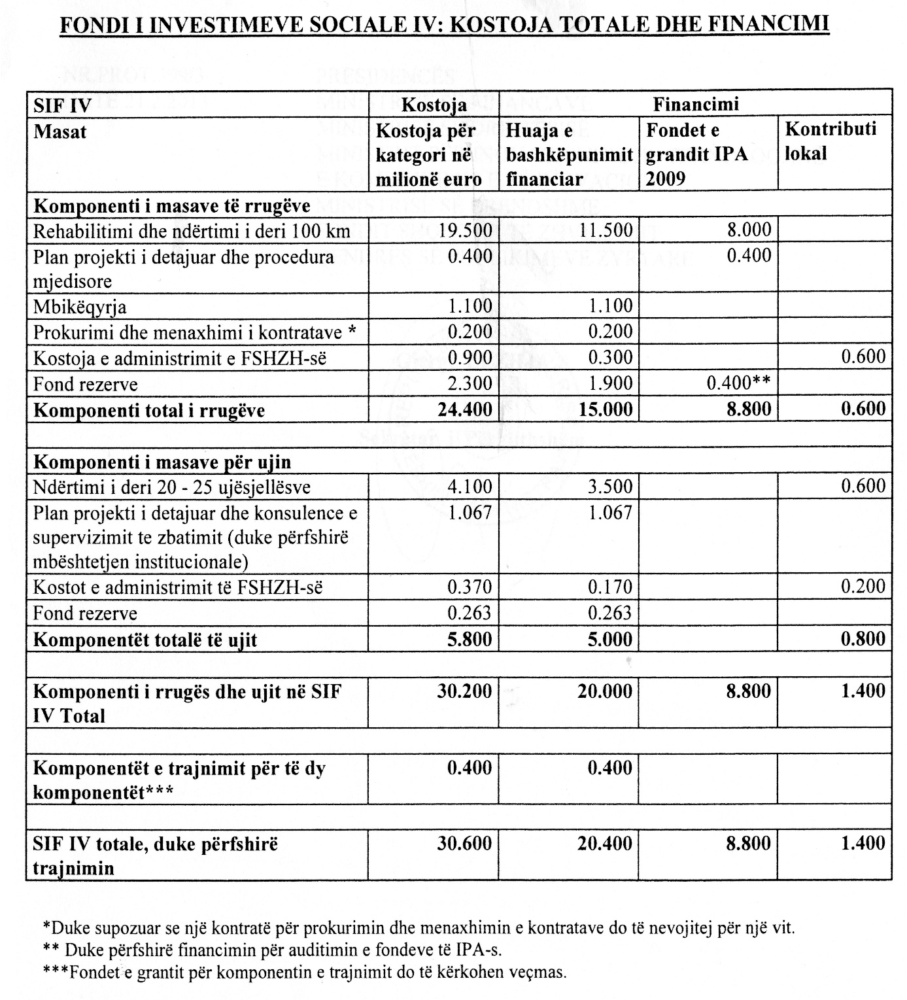 FONDI I INVESTIMEVE SOCIALE IV: KOSTOJA TOTALE DHE FINANCIMI
SIF IV Kostoja Financimi
Masat Kostoja për Huaja e Fondet e Kontributi
kategori në bashkëpunimit grandit IPA lokal
milionë euro financiar 2009
Komponenti i masave të rrugëve
Rehabilitimi dhe ndërtimi i deri 100 km 19.500 11.500 8.000
Plan projekti i detajuar dhe procedura 0.400 0.400
mjedisore
Mbikëqyrja 1.100 1.100
Prokurimi dhe menaxhimi i kontratave * 0.200 0.200
Kostoja e administrimit e FSHZH-së 0.900 0.300 0.600
Fond rezerve 2.300 1.900 0.400**
Komponenti total i rrugëve 24.400 15.000 8.800 0.600
Komponenti i masave për ujin
Ndërtimi i deri 20 - 25 ujësjellësve 4.100 3.500 0.600
Plan projekti i detajuar dhe konsulence e 1.067 1.067
supervizimit te zbatimit (duke përfshirë
mbështetjen institucionale)
Kostot e administrimit të FSHZH-së 0.370 0.170 0.200
Fond rezerve 0.263 0.263
Komponentët totalë të ujit 5.800 5.000 0.800
Komponenti i rrugës dhe ujit në SIF 30.200 20.000 8.800 1.400
IV Total
Komponentët e trajnimit për të dy 0.400 0.400
komponentët***
SIF IV totale, duke përfshirë 30.600 20.400 8.800 1.400
trajnimin
*Duke supozuar se një kontratë për prokurimin dhe menaxhimin e kontratave do të nevojitej për një vit.
** Duke përfshirë financimin për auditimin e fondeve të IPA-s.
***Fondet e grantit për komponentin e trajnimit do të kërkohen veçmas.